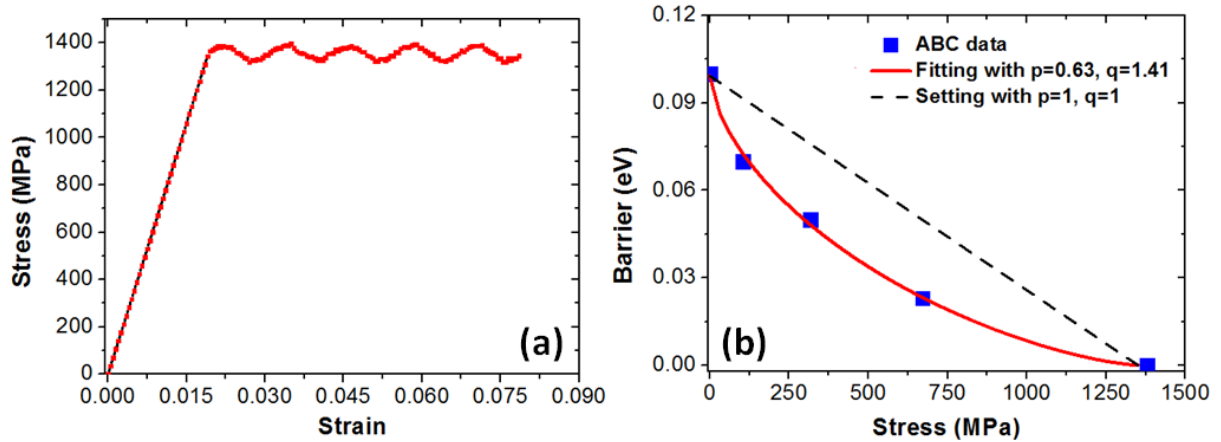 1400
1200
1000
800
600
400
200
0
Stress (MPa)
(a)
0.000 0.015 0.030 0.045 0.060 0.075 0.090
Strain
0.12
0.09
0.06
0.03
0.00
Barrier (eV)
ABC data
Fitting with p=0.63, q=1.41
Setting with p=1, q=1
(b)
0 250 500 750 1000 1250 1500
Stress (MPa)